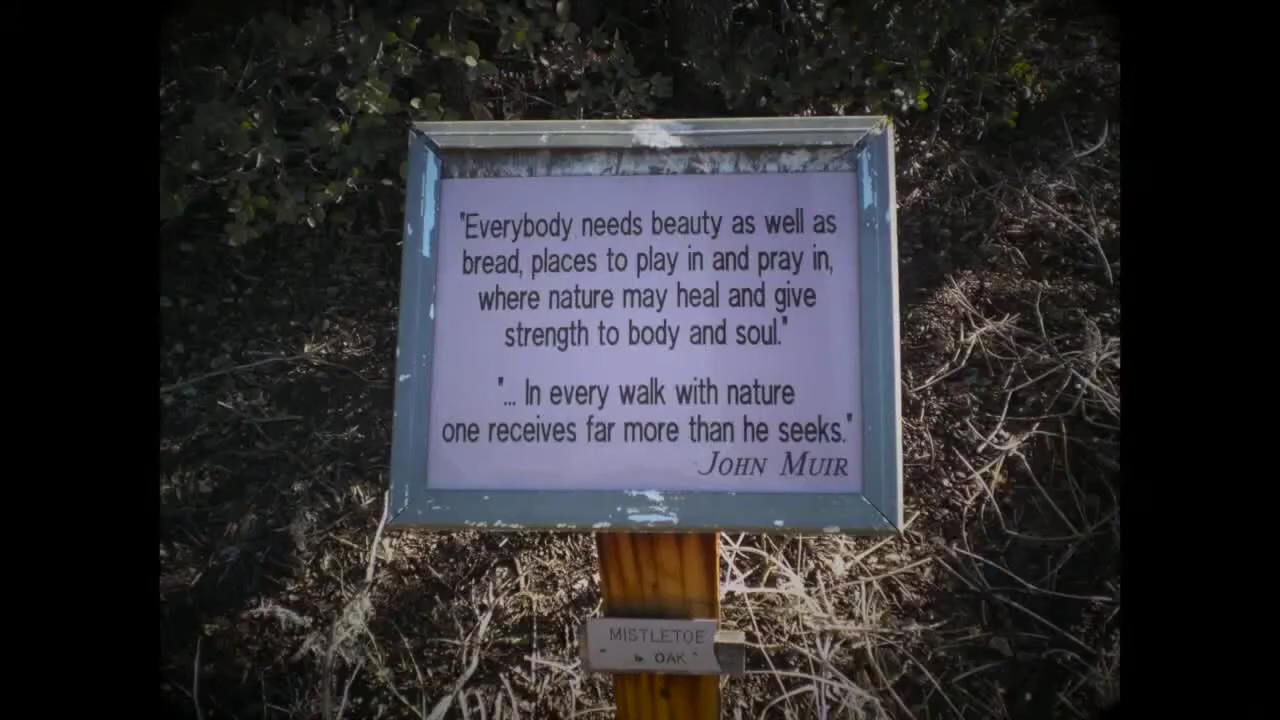 "Everybody needs beauty as well as
bread, places to play in and pray in,
where nature may heal and give
strength to body and soul."
"... In every walk with nature
one receives far more than he seeks."
JOHN MUIR
MISTLETOE
" OAK "